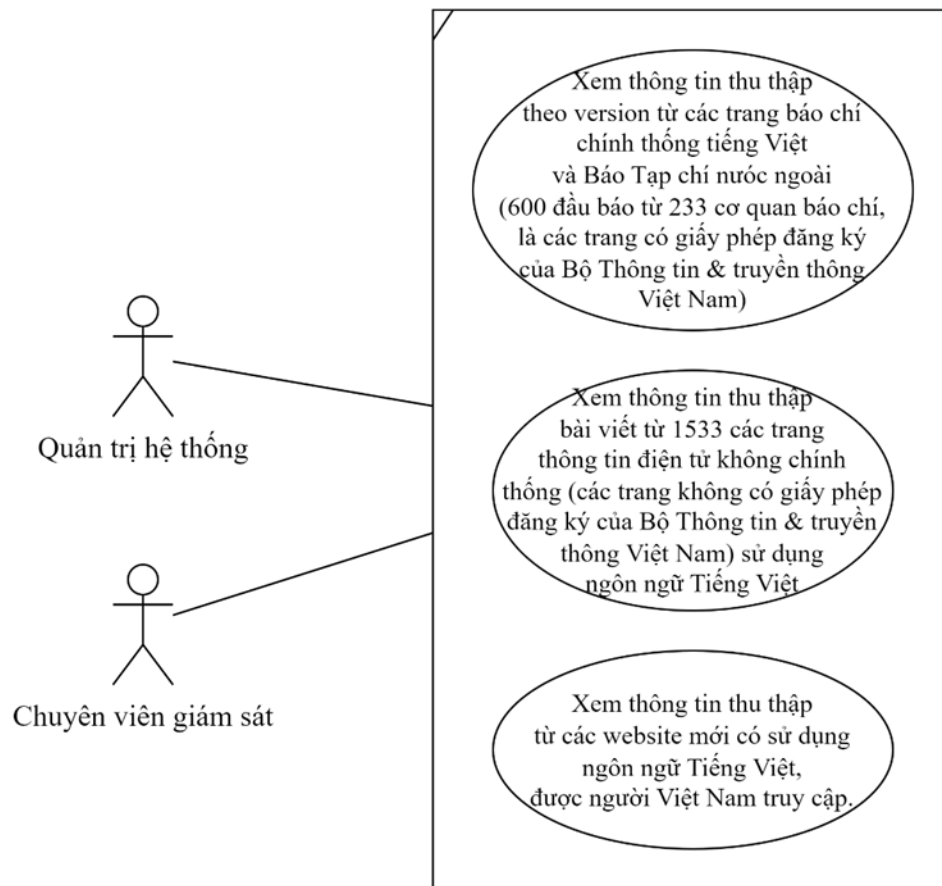 Xem thông tin thu thập
theo version từ các trang báo chí
chính thống tiếng Việt
và Báo Tạp chí nước ngoài
(600 đầu báo từ 233 cơ quan báo chí,
là các trang có giấy phép đăng ký
của Bộ Thông tin & truyền thông
Việt Nam)
Quản trị hệ thống
Xem thông tin thu thập
bài viết từ 1533 các trang
thông tin điện tử không chính
thống (các trang không có giấy phép
đăng ký của Bộ Thông tin & truyền
thông Việt Nam) sử dụng
ngôn ngữ Tiếng Việt
Chuyên viên giám sát
Xem thông tin thu thập
từ các website mới có sử dụng
ngôn ngữ Tiếng Việt,
được người Việt Nam truy cập.